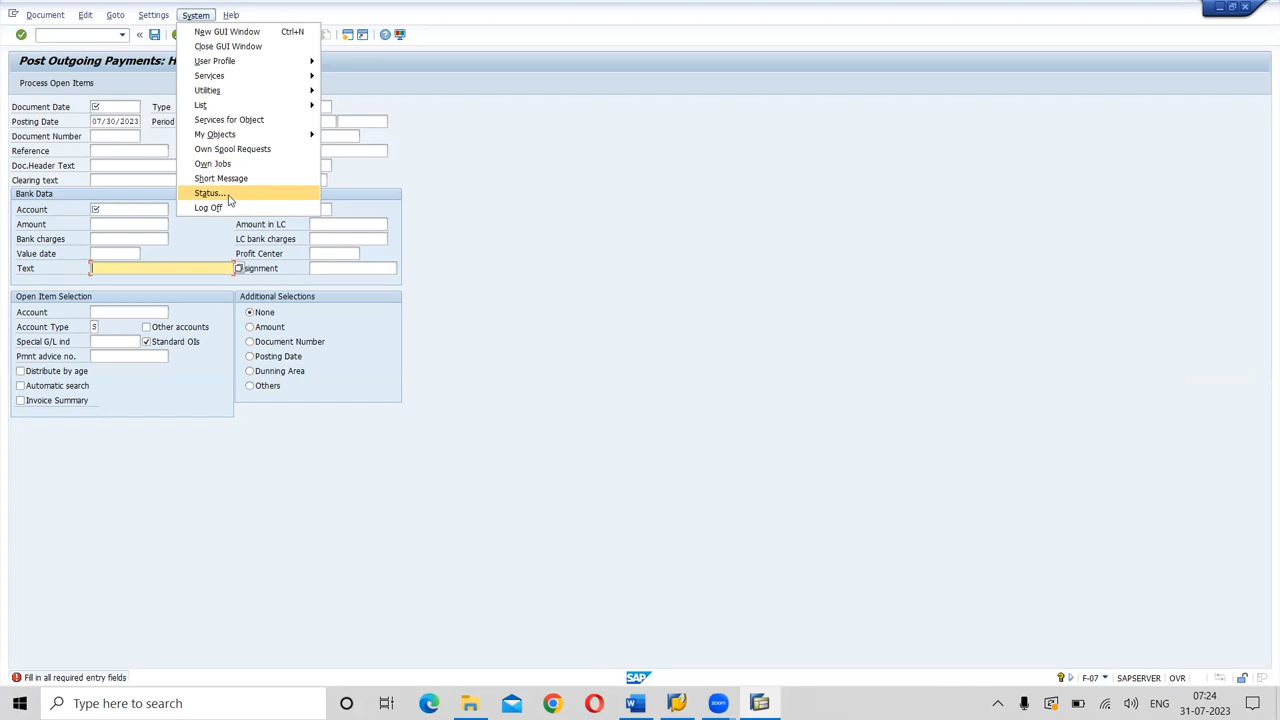 Document Edit Goto Settings System Help
New GUI Window Ctrl+N
Close GUI Window
User Profile
Services
Utilities
List
Services for Object
My Objects
Own Spool Requests
Own Jobs
Short Message
Status...
Log Off
Post Outgoing Payments: H
Process Open Items
Document Date Type
Posting Date 07/30/2023 Period
Document Number
Reference
Doc.Header Text
Clearing text
Bank Data
Account
Amount Amount in LC
Bank charges LC bank charges
Value date Profit Center
Text signment
Open Item Selection
Account
Account Type S Other accounts
Special G/L ind Standard OIs
Pmnt advice no.
Distribute by age
Automatic search
Invoice Summary
Additional Selections
None
Amount
Document Number
Posting Date
Dunning Area
Others
Fill in all required entry fields SAP F-07 SAPSERVER OVR
Type here to search zoom ENG 07:24
31-07-2023